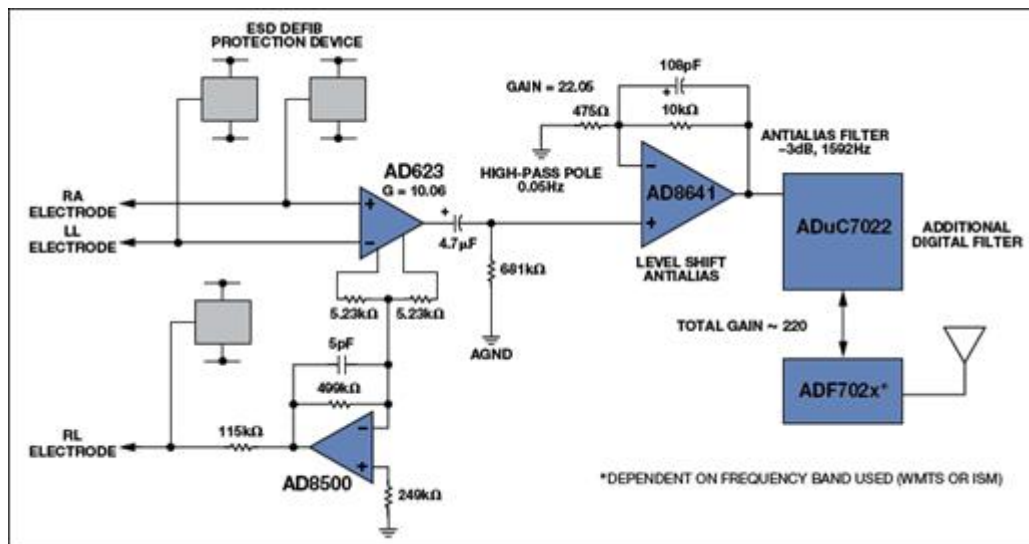 ESD DEFIB
PROTECTION DEVICE
108pF
+
GAIN = 22.05
475Ω
10kΩ
ANTIALIAS FILTER
–3dB, 1592Hz
HIGH-PASS POLE
0.05Hz
–
AD8641
+
AD623
G = 10.06
RA
ELECTRODE
+
LL
ELECTRODE
–
+
4.7µF
ADuC7022
ADDITIONAL
DIGITAL FILTER
LEVEL SHIFT
ANTIALIAS
681kΩ
5.23kΩ
5.23kΩ
AGND
TOTAL GAIN ~ 220
5pF
499kΩ
ADF702x*
RL
ELECTRODE
115kΩ
–
+
AD8500
249kΩ
*DEPENDENT ON FREQUENCY BAND USED (WMTS OR ISM)